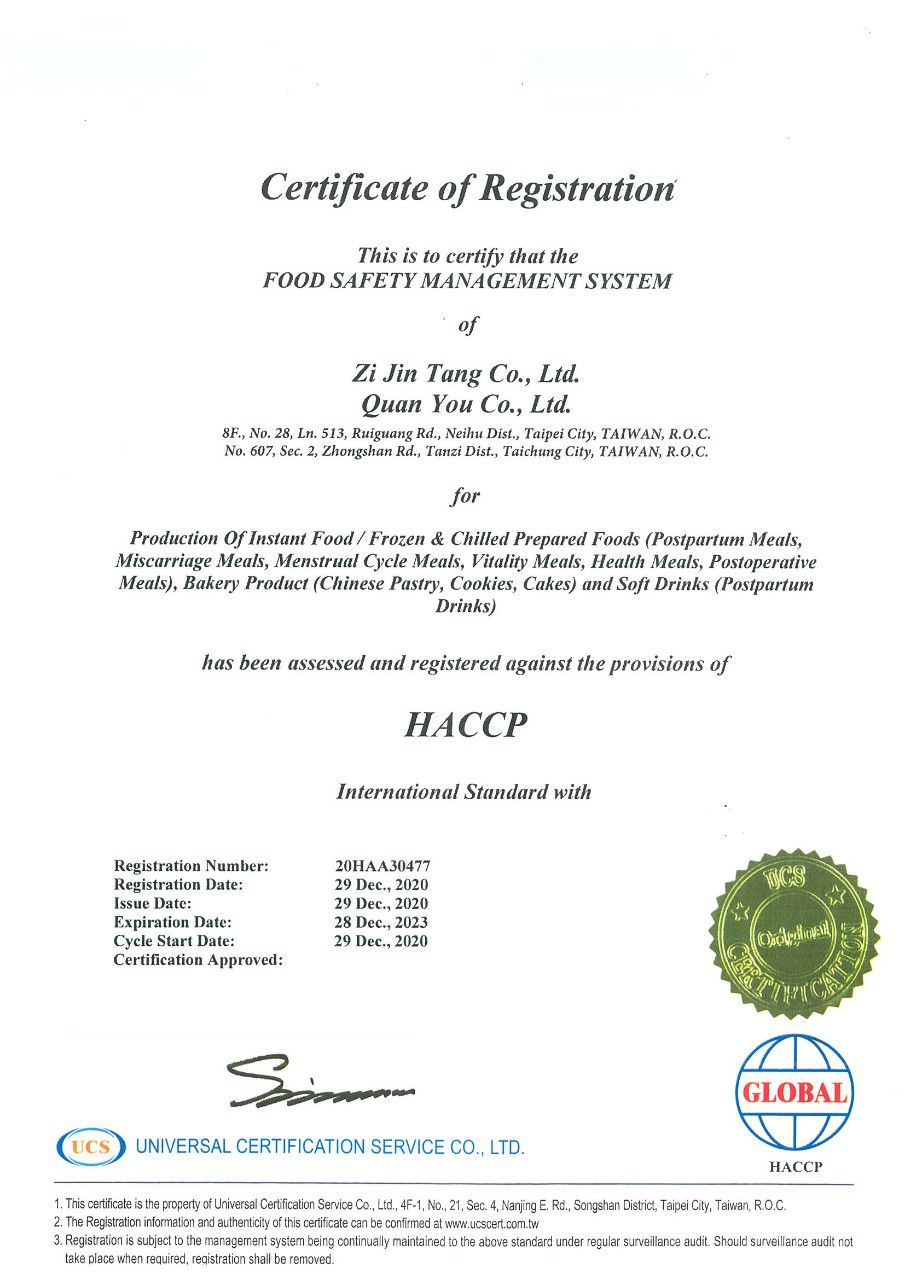 Certificate of Registration
This is to certify that the
FOOD SAFETY MANAGEMENT SYSTEM
of
Zi Jin Tang Co., Ltd.
Quan You Co., Ltd.
8F., No. 28, Ln. 513, Ruiguang Rd., Neihu Dist., Taipei City, TAIWAN, R.O.C.
No. 607, Sec. 2, Zhongshan Rd., Tanzi Dist., Taichung City, TAIWAN, R.O.C.
for
Production Of Instant Food / Frozen & Chilled Prepared Foods (Postpartum Meals,
Miscarriage Meals, Menstrual Cycle Meals, Vitality Meals, Health Meals, Postoperative
Meals), Bakery Product (Chinese Pastry, Cookies, Cakes) and Soft Drinks (Postpartum
Drinks)
has been assessed and registered against the provisions of
HACCP
International Standard with
Registration Number: 20HAA30477
Registration Date: 29 Dec., 2020
Issue Date: 29 Dec., 2020
Expiration Date: 28 Dec., 2023
Cycle Start Date: 29 Dec., 2020
Certification Approved:
UCS
Original
CERTIFICATION
GLOBAL
HACCP
UCS UNIVERSAL CERTIFICATION SERVICE CO., LTD.
1. This certificate is the property of Universal Certification Service Co., Ltd., 4F-1, No., 21, Sec. 4, Nanjing E. Rd., Songshan District, Taipei City, Taiwan, R.O.C.
2. The Registration information and authenticity of this certificate can be confirmed at www.ucscert.com.tw
3. Registration is subject to the management system being continually maintained to the above standard under regular surveillance audit. Should surveillance audit not
take place when required, registration shall be removed.